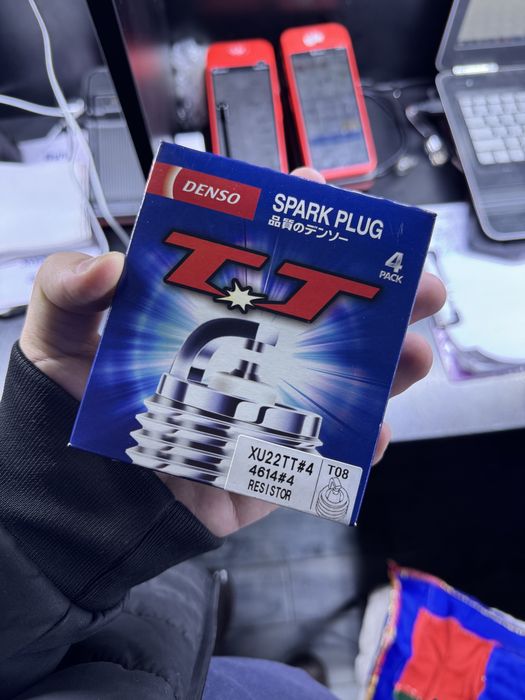 DENSO
SPARK PLUG
品質のデンソー
4
PACK
TT
XU22TT#4
T08
4614#4
RESISTOR